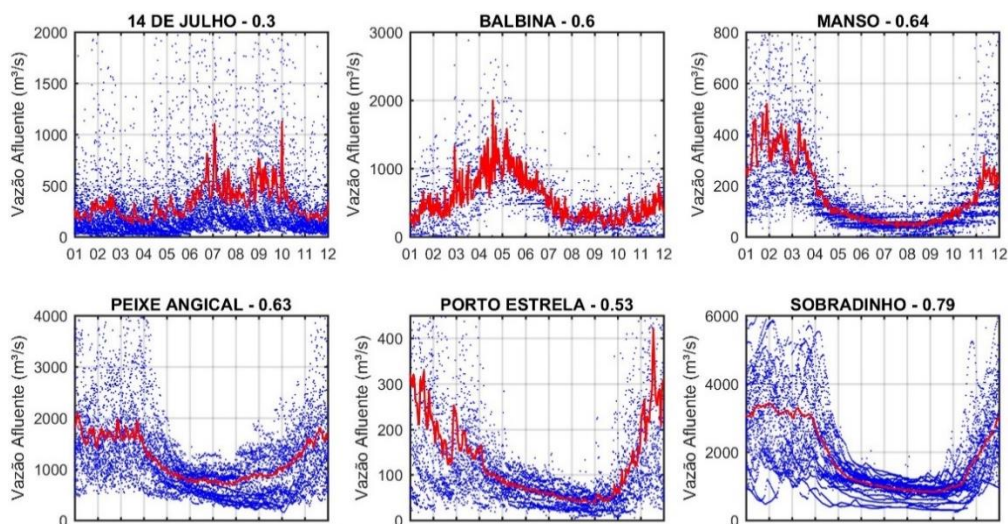 14 DE JULHO - 0.3
BALBINA - 0.6
MANSO - 0.64
Vazão Afluente (m³/s)
2000
1500
1000
500
0
01 02 03 04 05 06 07 08 09 10 11 12
Vazão Afluente (m³/s)
3000
2000
1000
0
01 02 03 04 05 06 07 08 09 10 11 12
Vazão Afluente (m³/s)
800
600
400
200
0
01 02 03 04 05 06 07 08 09 10 11 12
PEIXE ANGICAL - 0.63
PORTO ESTRELA - 0.53
SOBRADINHO - 0.79
Vazão Afluente (m³/s)
4000
3000
2000
1000
0
Vazão Afluente (m³/s)
400
300
200
100
0
Vazão Afluente (m³/s)
6000
4000
2000
0